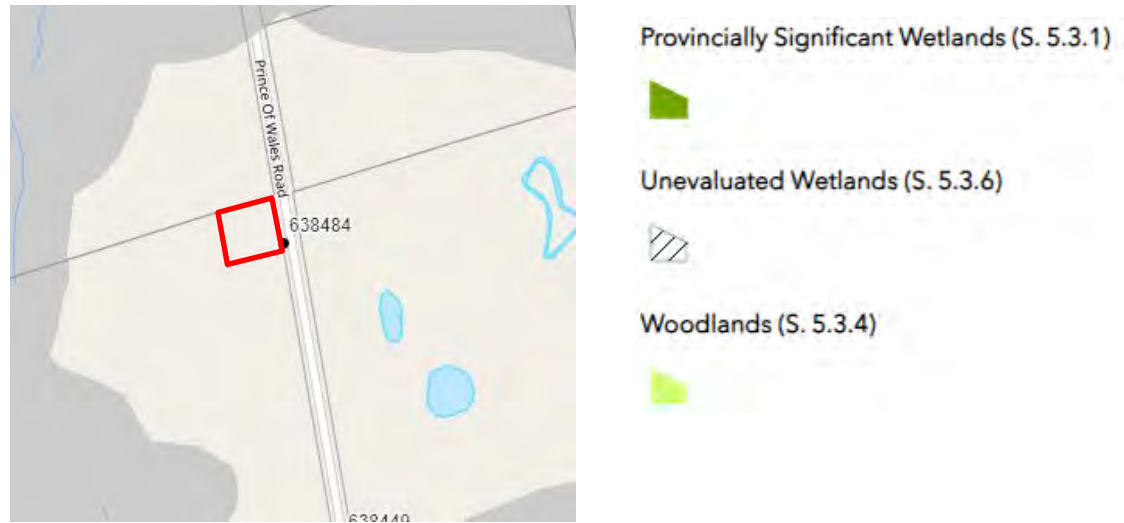 Prince Of Wales Road
638484
638449
Provincially Significant Wetlands (S. 5.3.1)
Unevaluated Wetlands (S. 5.3.6)
Woodlands (S. 5.3.4)